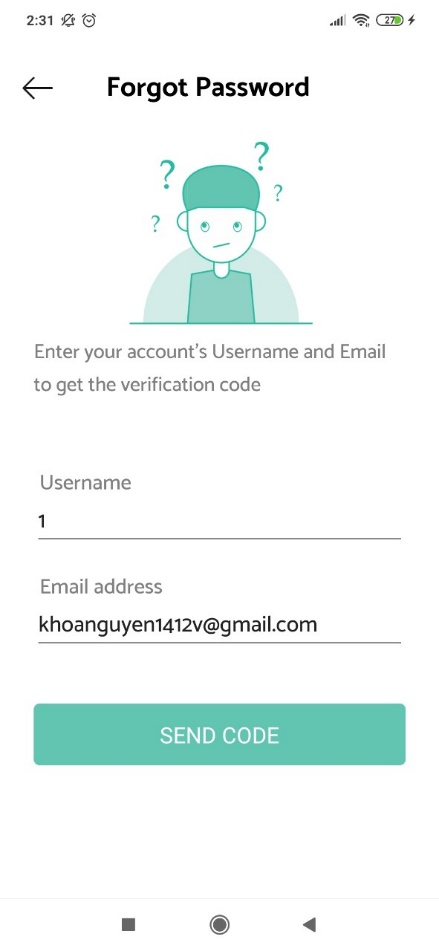 2:31
27
Forgot Password
? ? ? ?
Enter your account's Username and Email
to get the verification code
Username
1
Email address
khoanguyen1412v@gmail.com
SEND CODE